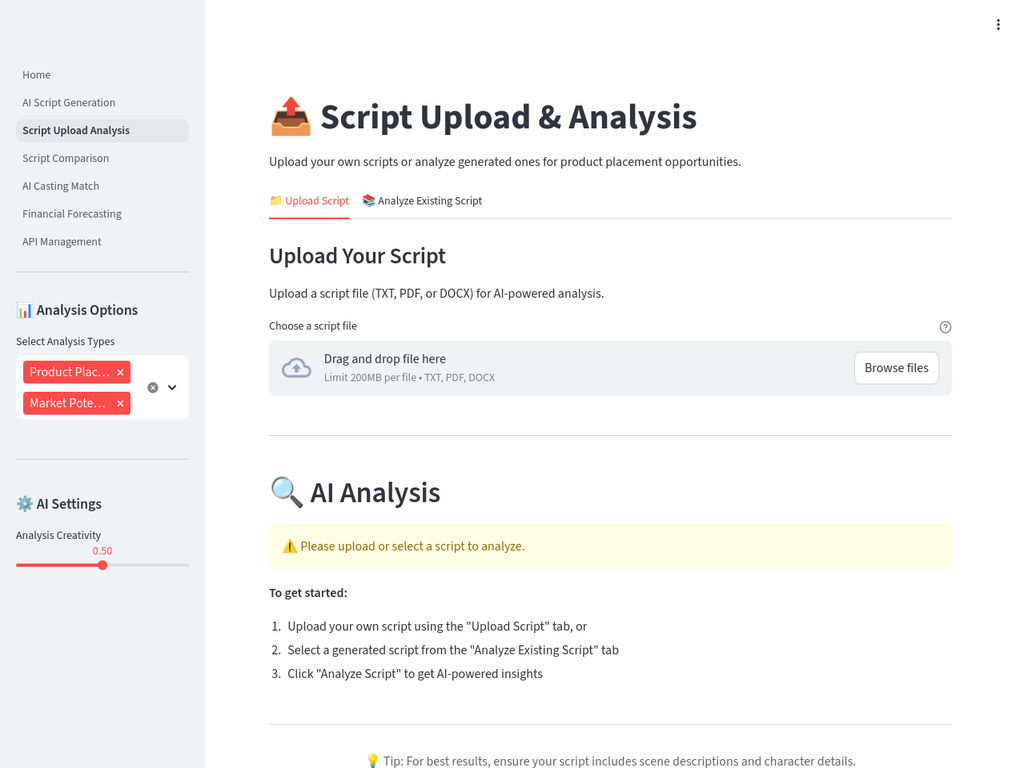 Home
AI Script Generation
Script Upload Analysis
Script Comparison
AI Casting Match
Financial Forecasting
API Management
📊 Analysis Options
Select Analysis Types
Product Plac...
Market Pote...
⚙️ AI Settings
Analysis Creativity
0.50
📤 Script Upload & Analysis
Upload your own scripts or analyze generated ones for product placement opportunities.
📁 Upload Script
📚 Analyze Existing Script
Upload Your Script
Upload a script file (TXT, PDF, or DOCX) for AI-powered analysis.
Choose a script file
Drag and drop file here
Limit 200MB per file • TXT, PDF, DOCX
Browse files
🔍 AI Analysis
⚠️ Please upload or select a script to analyze.
To get started:
1. Upload your own script using the "Upload Script" tab, or
2. Select a generated script from the "Analyze Existing Script" tab
3. Click "Analyze Script" to get AI-powered insights
💡 Tip: For best results, ensure your script includes scene descriptions and character details.